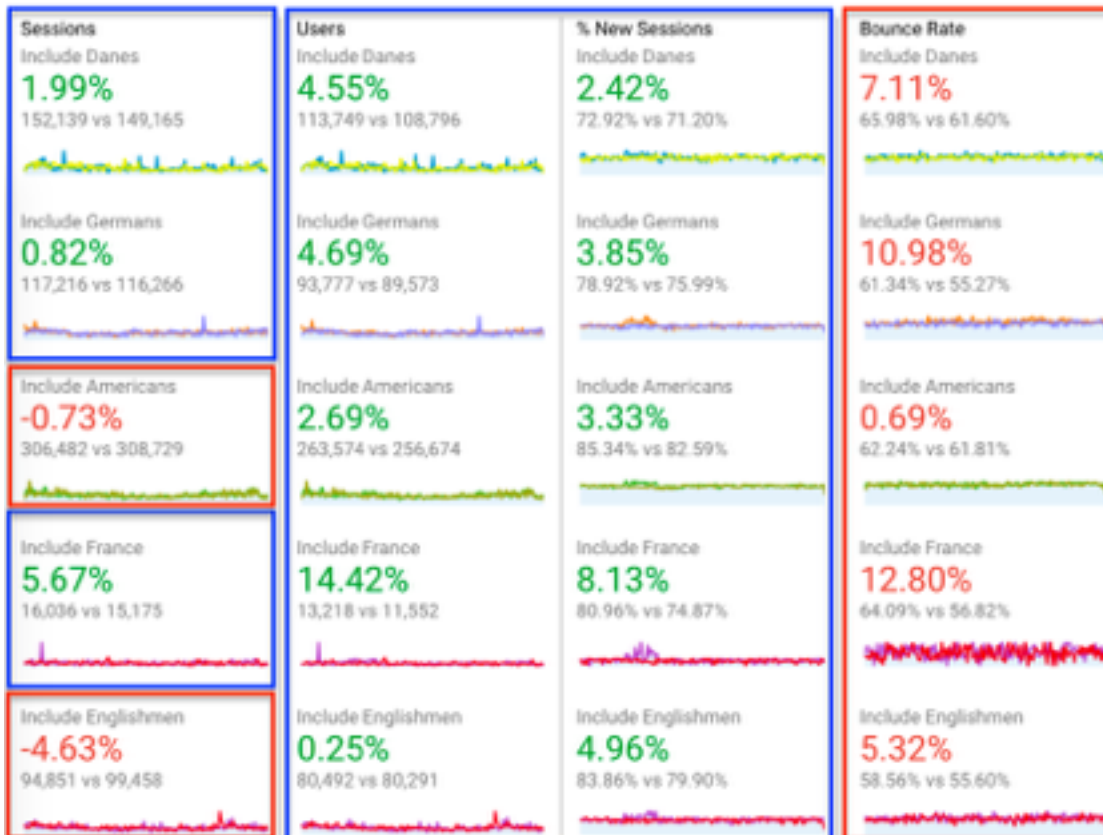 Sessions
Include Danes
1.99%
152,139 vs 149,165
Include Germans
0.82%
117,216 vs 116,266
Include Americans
-0.73%
306,482 vs 308,729
Include France
5.67%
16,036 vs 15,175
Include Englishmen
-4.63%
94,851 vs 99,458
Users
Include Danes
4.55%
113,749 vs 108,796
Include Germans
4.69%
93,777 vs 89,573
Include Americans
2.69%
263,574 vs 256,674
Include France
14.42%
13,218 vs 11,552
Include Englishmen
0.25%
80,492 vs 80,291
% New Sessions
Include Danes
2.42%
72.92% vs 71.20%
Include Germans
3.85%
78.92% vs 75.99%
Include Americans
3.33%
85.34% vs 82.59%
Include France
8.13%
80.96% vs 74.87%
Include Englishmen
4.96%
83.86% vs 79.90%
Bounce Rate
Include Danes
7.11%
65.98% vs 61.60%
Include Germans
10.98%
61.34% vs 55.27%
Include Americans
0.69%
62.24% vs 61.81%
Include France
12.80%
64.09% vs 56.82%
Include Englishmen
5.32%
58.56% vs 55.60%